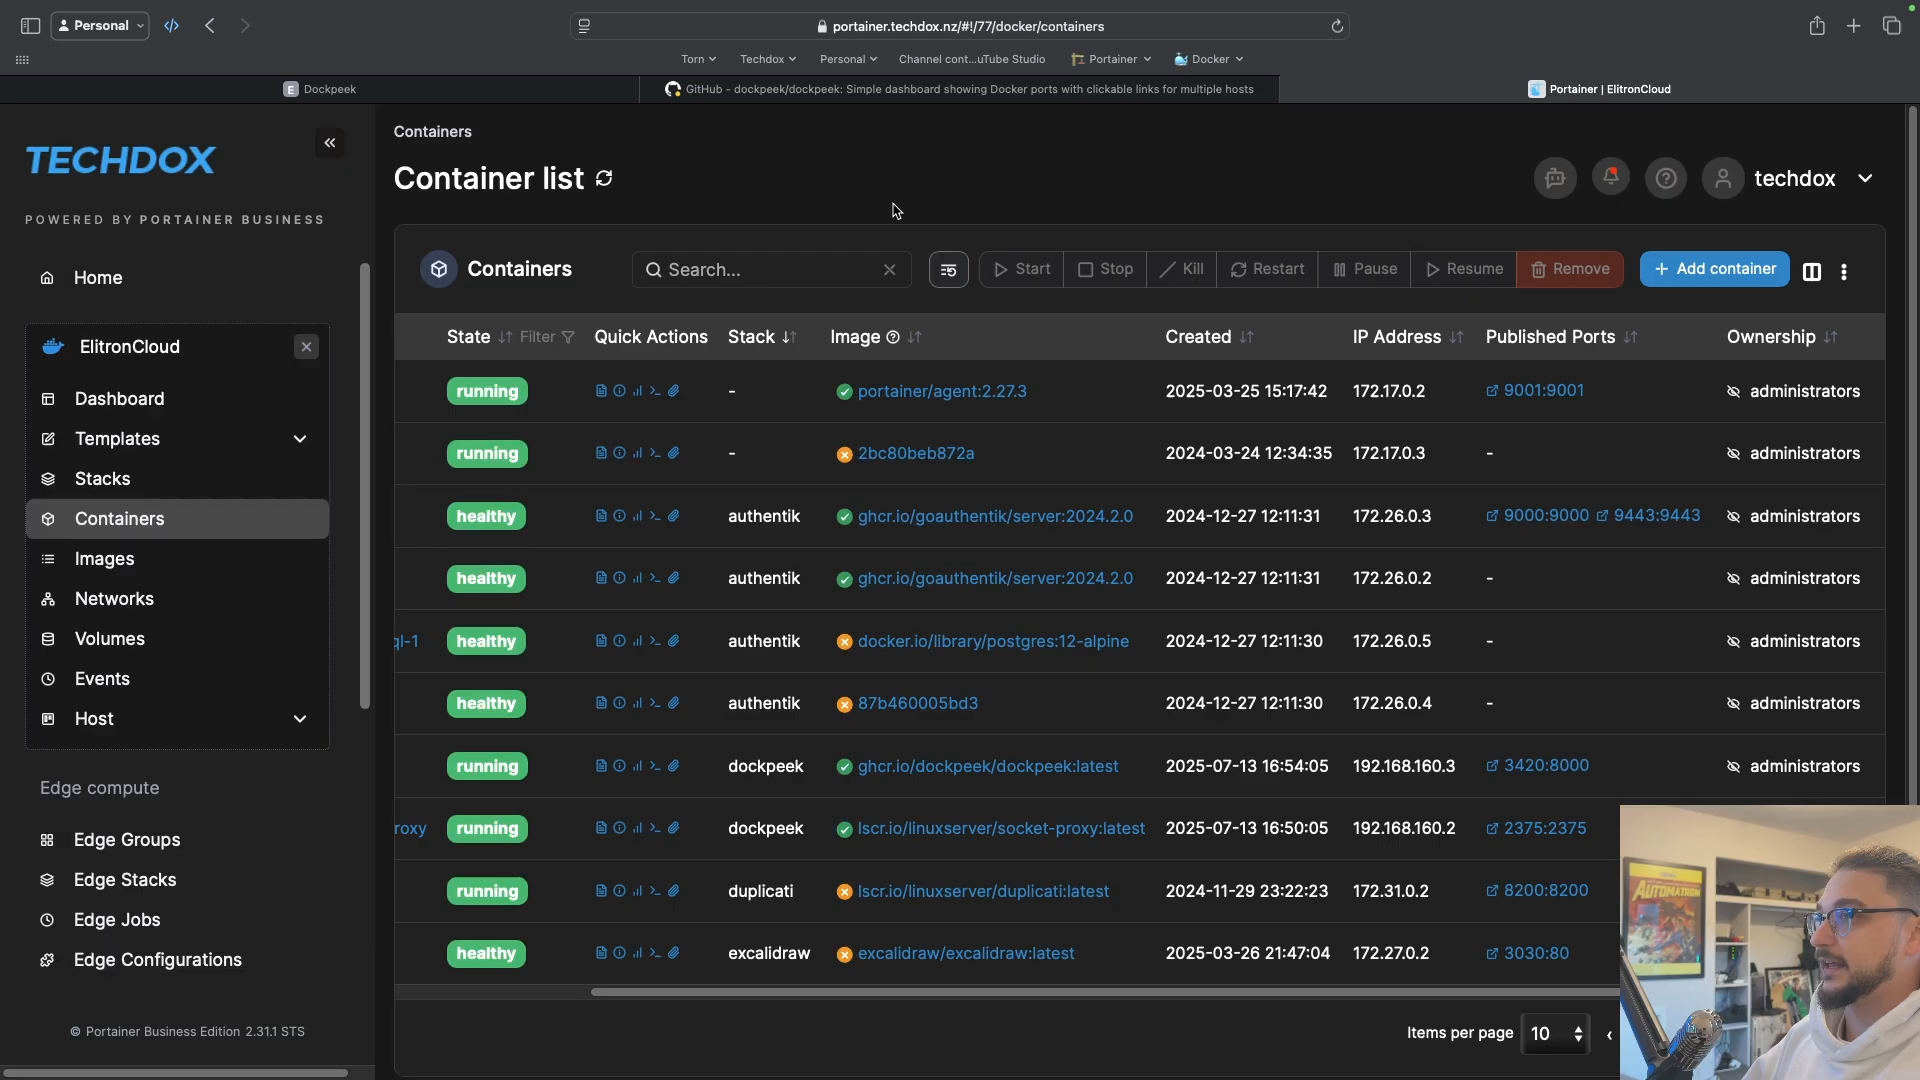 Personal
portainer.techdox.nz/#!/77/docker/containers
Torn
Techdox
Personal
Channel cont...uTube Studio
Portainer
Docker
E Dockpeek
GitHub - dockpeek/dockpeek: Simple dashboard showing Docker ports with clickable links for multiple hosts
Portainer | ElitronCloud
TECHDOX
POWERED BY PORTAINER BUSINESS
Home
ElitronCloud
Dashboard
Templates
Stacks
Containers
Images
Networks
Volumes
Events
Host
Edge compute
Edge Groups
Edge Stacks
Edge Jobs
Edge Configurations
© Portainer Business Edition 2.31.1 STS
Containers
Container list
techdox
Containers
Search...
Start Stop Kill Restart Pause Resume Remove
+ Add container
State Filter Quick Actions Stack Image Created IP Address Published Ports Ownership
running - portainer/agent:2.27.3 2025-03-25 15:17:42 172.17.0.2 9001:9001 administrators
running - 2bc80beb872a 2024-03-24 12:34:35 172.17.0.3 - administrators
healthy authentik ghcr.io/goauthentik/server:2024.2.0 2024-12-27 12:11:31 172.26.0.3 9000:9000 9443:9443 administrators
healthy authentik ghcr.io/goauthentik/server:2024.2.0 2024-12-27 12:11:31 172.26.0.2 - administrators
ql-1 healthy authentik docker.io/library/postgres:12-alpine 2024-12-27 12:11:30 172.26.0.5 - administrators
healthy authentik 87b460005bd3 2024-12-27 12:11:30 172.26.0.4 - administrators
running dockpeek ghcr.io/dockpeek/dockpeek:latest 2025-07-13 16:54:05 192.168.160.3 3420:8000 administrators
roxy running dockpeek lscr.io/linuxserver/socket-proxy:latest 2025-07-13 16:50:05 192.168.160.2 2375:2375
running duplicati lscr.io/linuxserver/duplicati:latest 2024-11-29 23:22:23 172.31.0.2 8200:8200
healthy excalidraw excalidraw/excalidraw:latest 2025-03-26 21:47:04 172.27.0.2 3030:80
Items per page 10
AUTOMATRON